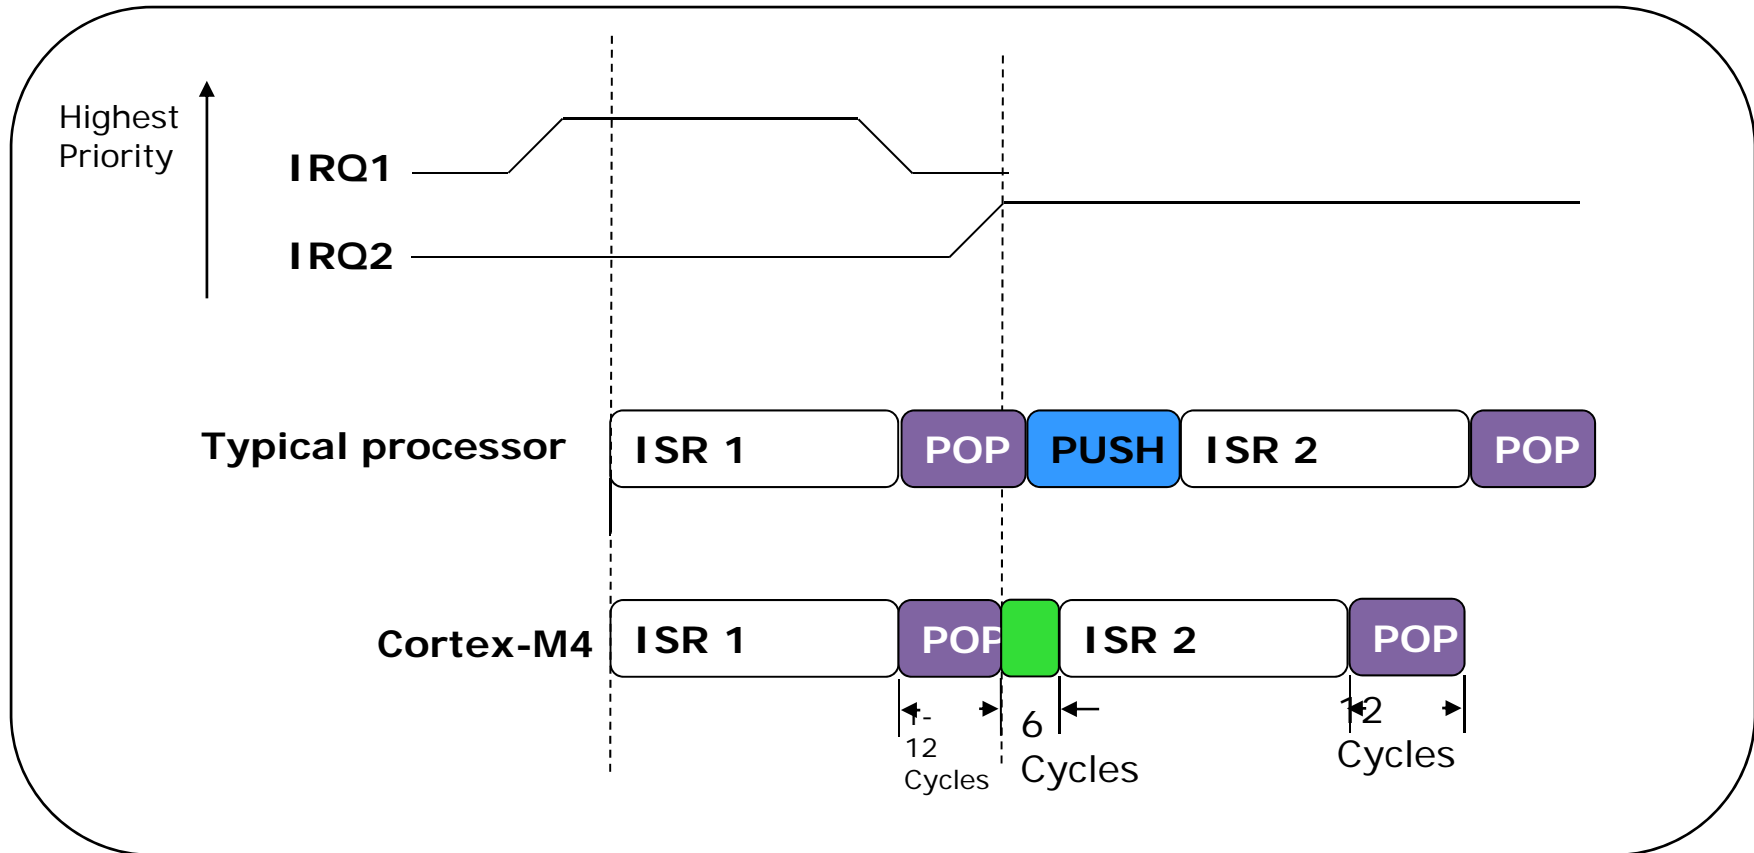 Highest
Priority
IRQ1
IRQ2
Typical processor
ISR 1
POP
PUSH
ISR 2
POP
Cortex-M4
ISR 1
POP
ISR 2
POP
1-
12
Cycles
6
Cycles
12
Cycles